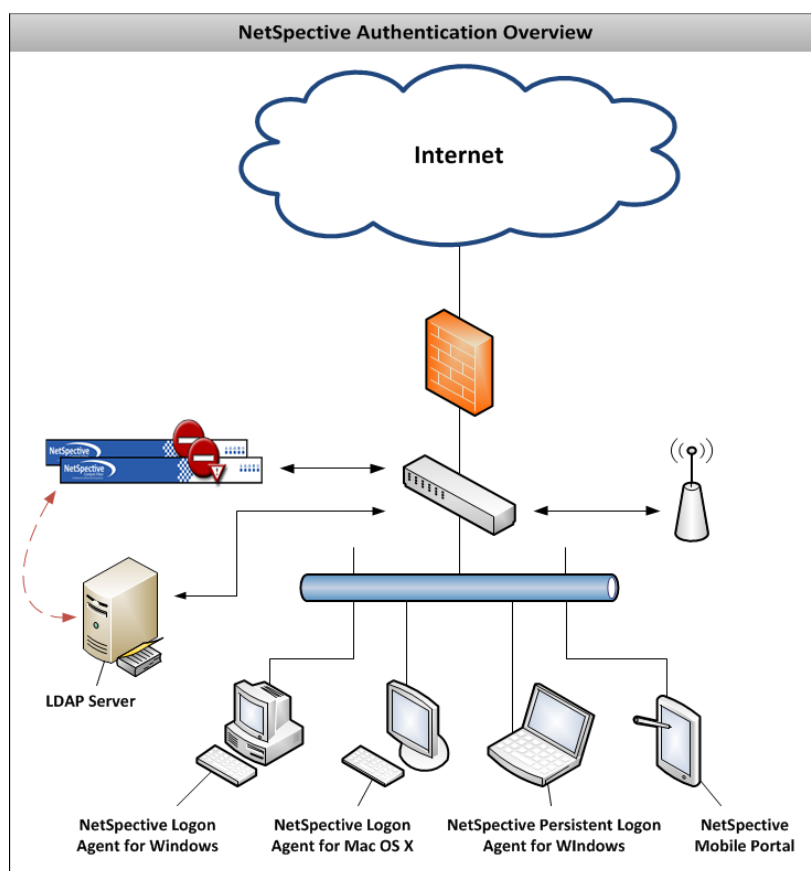 NetSpective Authentication Overview
Internet
NetSpective
NetSpective
LDAP Server
NetSpective Logon
Agent for Windows
NetSpective Logon
Agent for Mac OS X
NetSpective Persistent Logon
Agent for WIndows
NetSpective
Mobile Portal